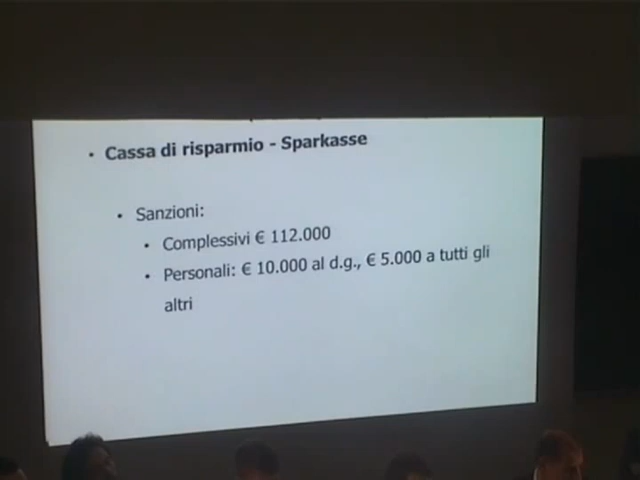 • Cassa di risparmio - Sparkasse
• Sanzioni:
• Complessivi € 112.000
• Personali: € 10.000 al d.g., € 5.000 a tutti gli
altri